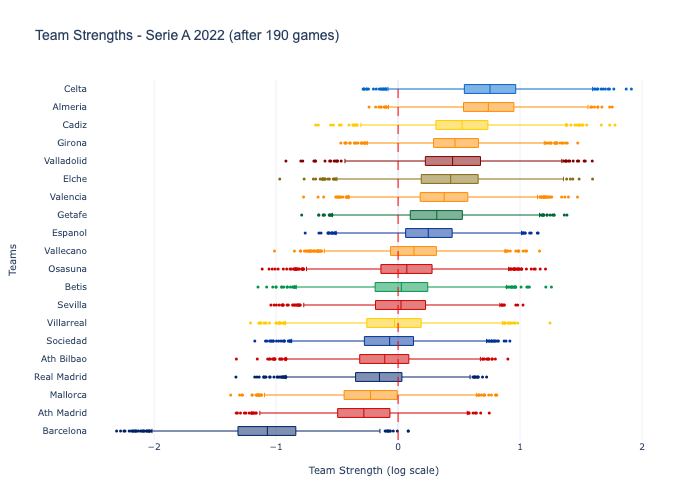 Team Strengths - Serie A 2022 (after 190 games)
Celta
Almeria
Cadiz
Girona
Valladolid
Elche
Valencia
Getafe
Espanol
Vallecano
Osasuna
Betis
Sevilla
Villarreal
Sociedad
Ath Bilbao
Real Madrid
Mallorca
Ath Madrid
Barcelona
Teams
−2
−1
0
1
2
Team Strength (log scale)